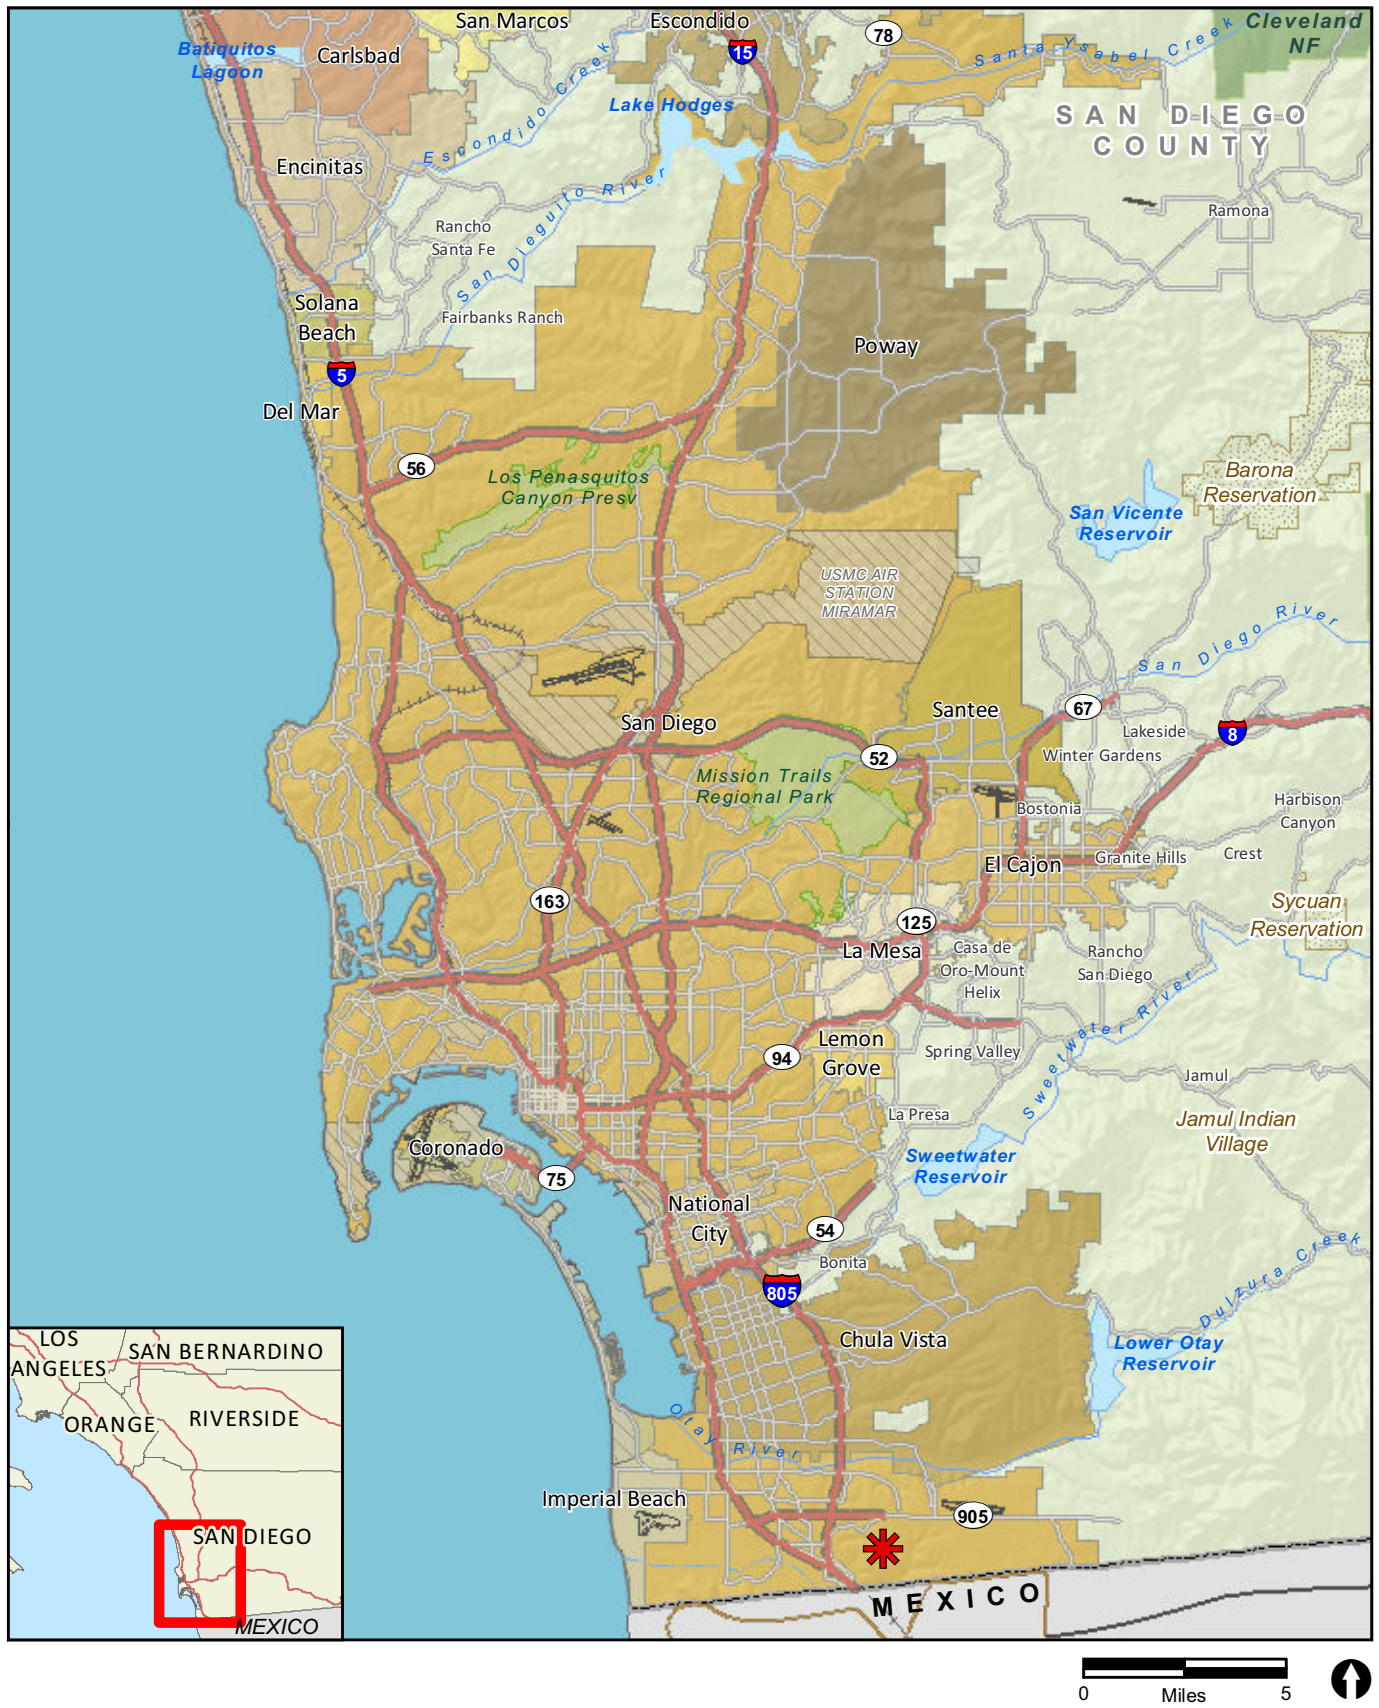 San Marcos
Escondido
78
Cleveland
NF
Batiquitos
Lagoon
Carlsbad
15
Santa Ysabel Creek
Escondido Creek
Lake Hodges
SAN DIEGO
COUNTY
Encinitas
San Dieguito River
Rancho
Santa Fe
Ramona
Solana
Beach
Fairbanks Ranch
Poway
5
Del Mar
56
Los Penasquitos
Canyon Presv
Barona
Reservation
San Vicente
Reservoir
USMC AIR
STATION
MIRAMAR
San Diego River
San Diego
Santee
67
Lakeside
8
Winter Gardens
52
Mission Trails
Regional Park
Bostonia
Harbison
Canyon
El Cajon
Granite Hills
Crest
163
125
Sycuan
Reservation
La Mesa
Casa de
Oro-Mount
Helix
Rancho
San Diego
Sweetwater River
94
Lemon
Grove
Spring Valley
Jamul
La Presa
Jamul Indian
Village
Coronado
75
Sweetwater
Reservoir
National
City
54
Bonita
805
Dulzura Creek
Chula Vista
Lower Otay
Reservoir
Otay River
Imperial Beach
905
MEXICO
LOS
ANGELES
SAN BERNARDINO
ORANGE
RIVERSIDE
SAN DIEGO
MEXICO
0
Miles
5